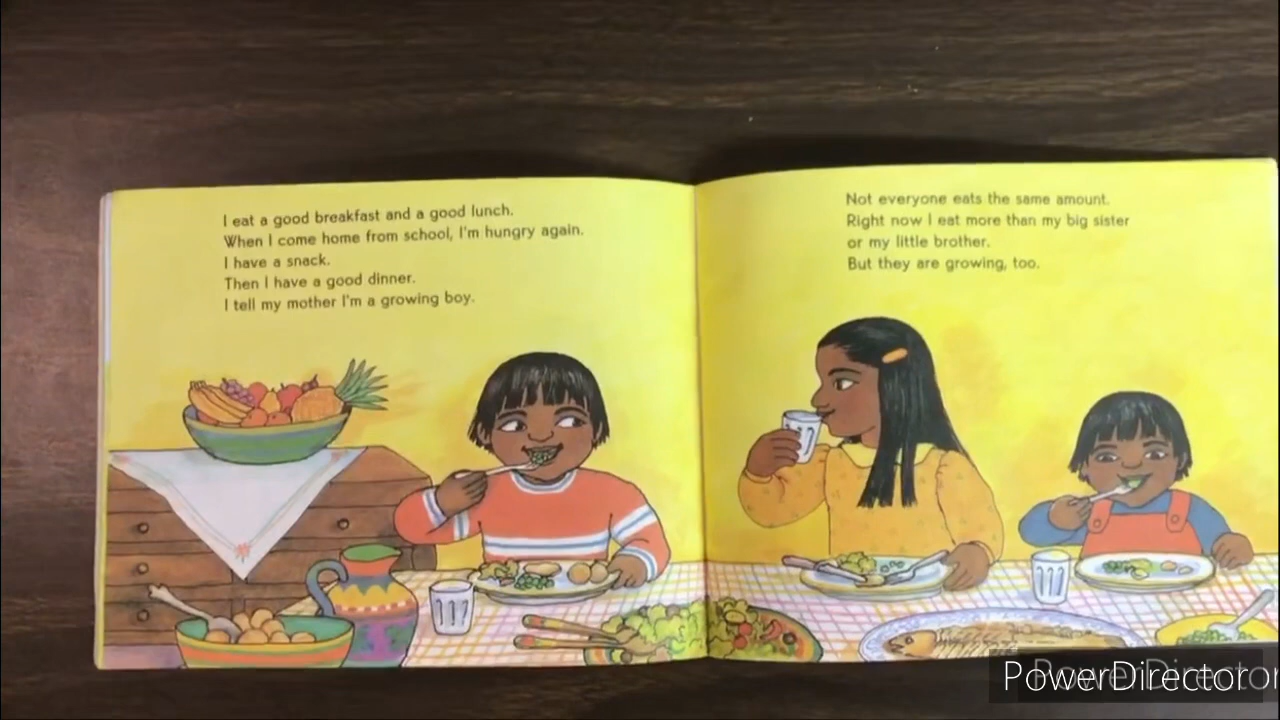 I eat a good breakfast and a good lunch.
When I come home from school, I'm hungry again.
I have a snack.
Then I have a good dinner.
I tell my mother I'm a growing boy.
Not everyone eats the same amount.
Right now I eat more than my big sister
or my little brother.
But they are growing, too.
PowerDirector
PowerDirector